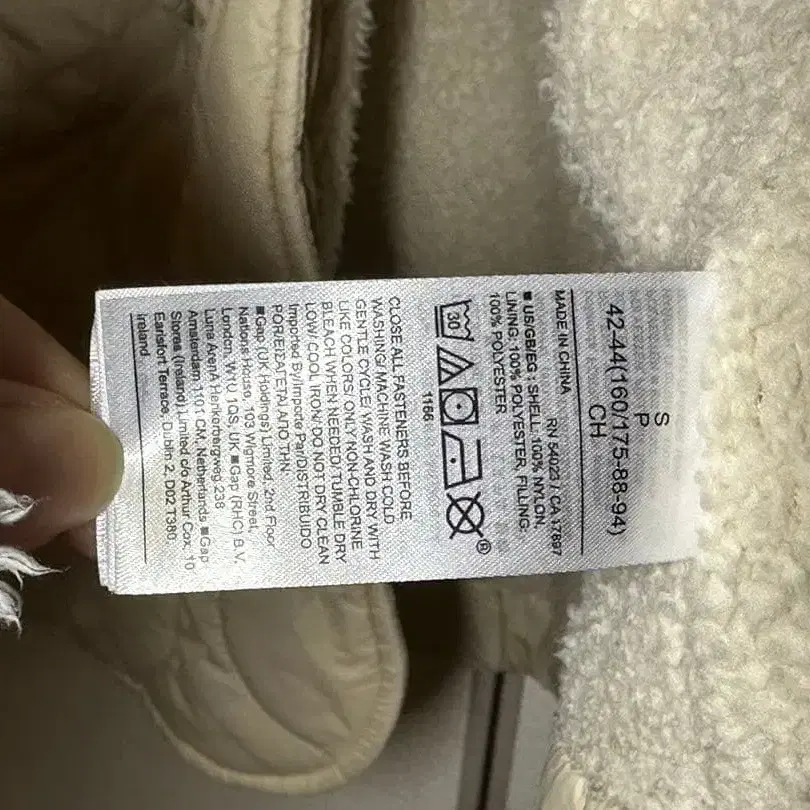 S
P
CH
42-44(160/175-88-94)
MADE IN CHINA
RN 54023 / CA 17897
■ US/GB/EG : SHELL: 100% NYLON,
LINING: 100% POLYESTER, FILLING:
100% POLYESTER
30
®
1166
CLOSE ALL FASTENERS BEFORE
WASHING/ MACHINE WASH COLD
GENTLE CYCLE/ WASH AND DRY WITH
LIKE COLORS/ ONLY NON-CHLORINE
BLEACH WHEN NEEDED/ TUMBLE DRY
LOW/ COOL IRON/ DO NOT DRY CLEAN
Imported By/Importe Par/DISTRIBUIDO
POR/ΕΙΣΑΓΕΤΑΙ ΑΠΟ ΤΗΝ:
■Gap (UK Holdings) Limited, 2nd Floor
Nations House, 103 Wigmore Street,
London, W1U 1QS, UK ■Gap (RHC) B.V.
Luna ArenA Herikerbergweg 238
Amsterdam 1101 CM, Netherlands ■Gap
Stores (Ireland) Limited c/o Arthur Cox, 10
Earlsfort Terrace, Dublin 2, D02 T380,
Ireland